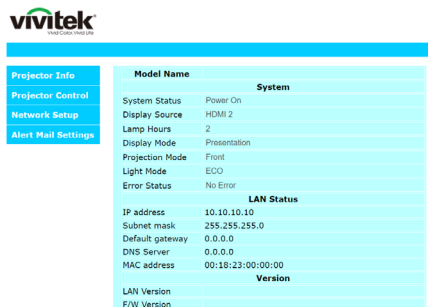 vivitek
Vivid Color, Vivid Life
Projector Info
Projector Control
Network Setup
Alert Mail Settings
Model Name
System
System Status Power On
Display Source HDMI 2
Lamp Hours 2
Display Mode Presentation
Projection Mode Front
Light Mode ECO
Error Status No Error
LAN Status
IP address 10.10.10.10
Subnet mask 255.255.255.0
Default gateway 0.0.0.0
DNS Server 0.0.0.0
MAC address 00:18:23:00:00:00
Version
LAN Version
F/W Version